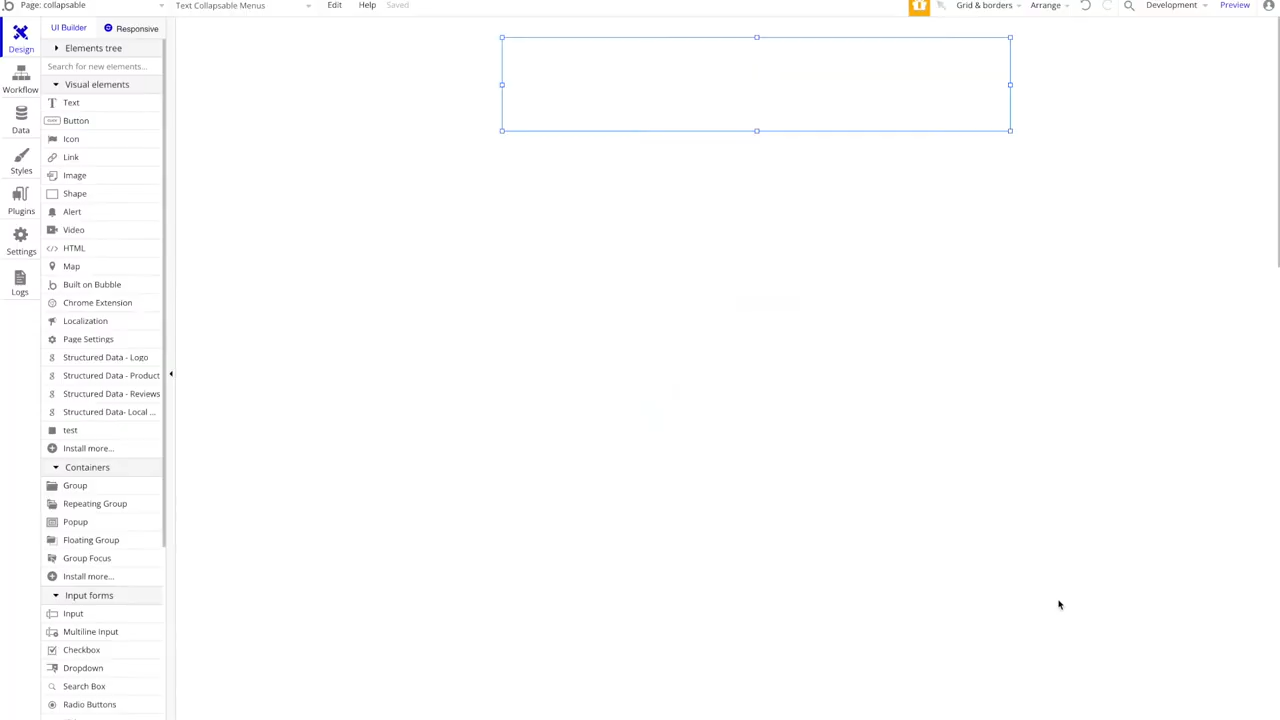 Page: collapsable
Text Collapsable Menus
Edit
Help
Saved
Grid & borders
Arrange
Development
Preview
Design
Workflow
Data
Styles
Plugins
Settings
Logs
UI Builder
Responsive
Elements tree
Search for new elements...
Visual elements
Text
Button
Icon
Link
Image
Shape
Alert
Video
HTML
Map
Built on Bubble
Chrome Extension
Localization
Page Settings
Structured Data - Logo
Structured Data - Product
Structured Data - Reviews
Structured Data- Local ...
test
Install more...
Containers
Group
Repeating Group
Popup
Floating Group
Group Focus
Install more...
Input forms
Input
Multiline Input
Checkbox
Dropdown
Search Box
Radio Buttons